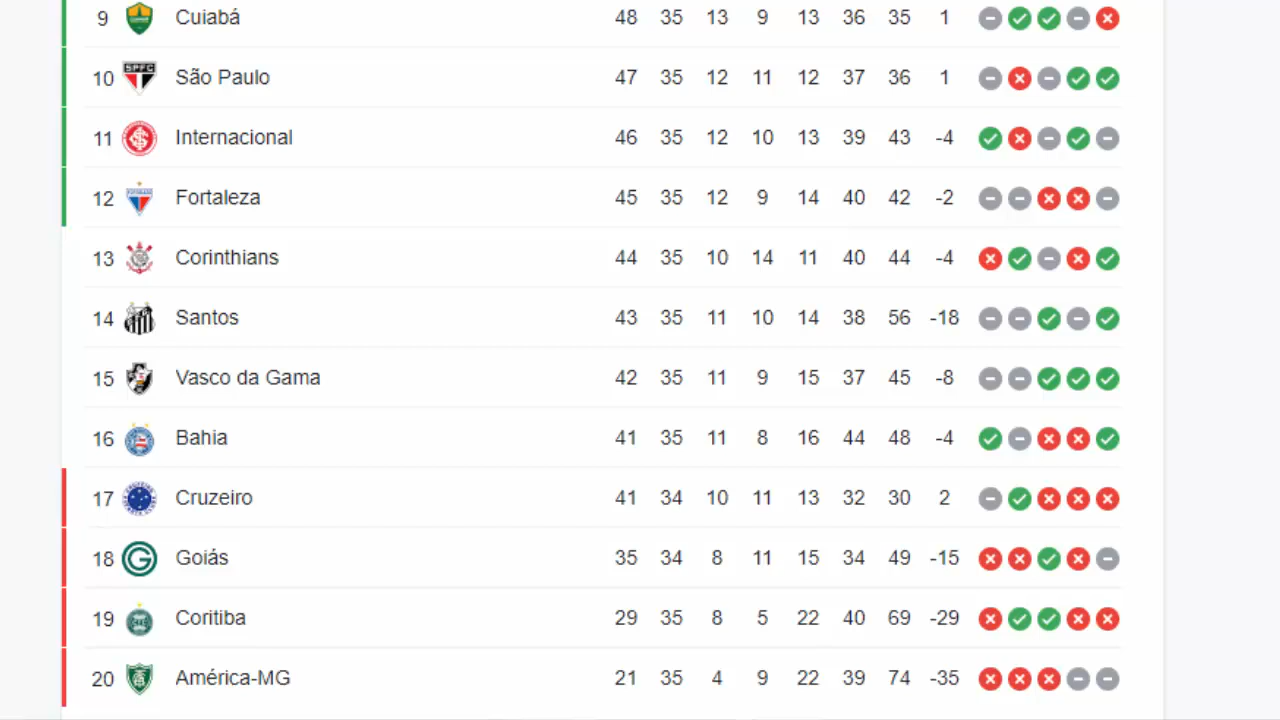 9 Cuiabá 48 35 13 9 13 36 35 1
10 SPFC São Paulo 47 35 12 11 12 37 36 1
11 Internacional 46 35 12 10 13 39 43 -4
12 Fortaleza 45 35 12 9 14 40 42 -2
13 Corinthians 44 35 10 14 11 40 44 -4
14 Santos 43 35 11 10 14 38 56 -18
15 Vasco da Gama 42 35 11 9 15 37 45 -8
16 Bahia 41 35 11 8 16 44 48 -4
17 Cruzeiro 41 34 10 11 13 32 30 2
18 G Goiás 35 34 8 11 15 34 49 -15
19 Coritiba 29 35 8 5 22 40 69 -29
20 América-MG 21 35 4 9 22 39 74 -35